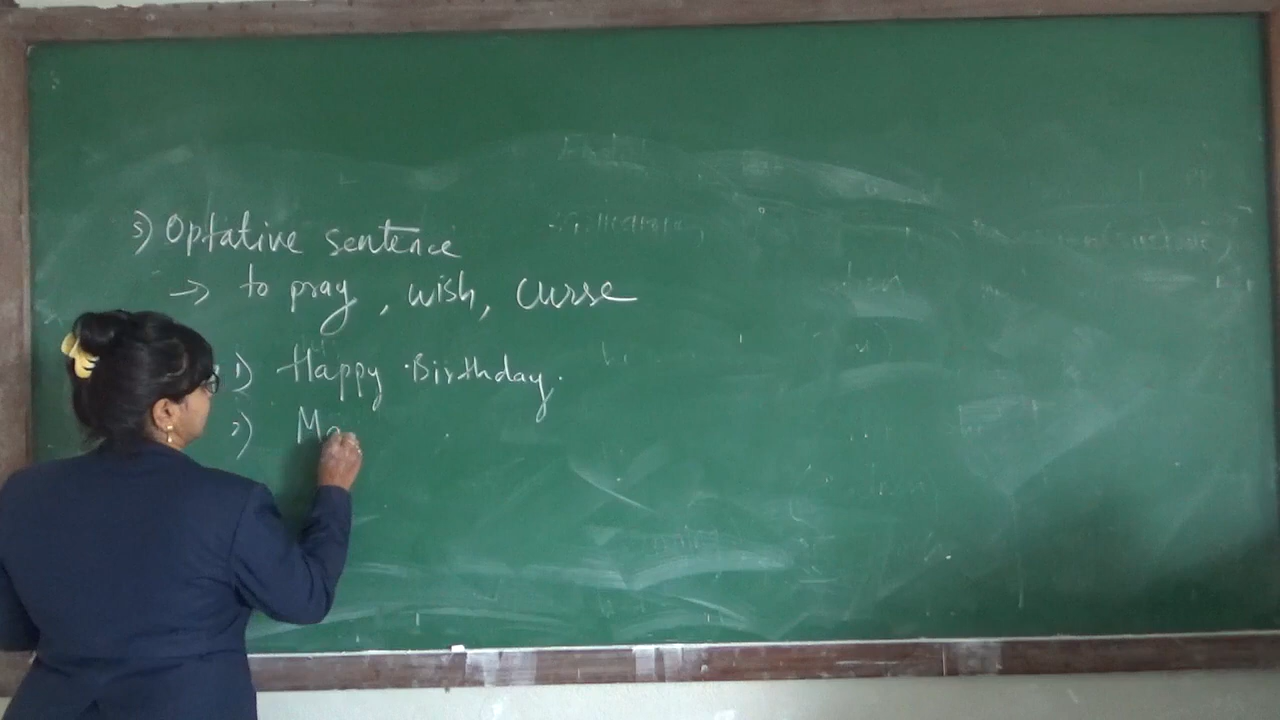 5) Optative sentence
→ to pray, wish, curse
1) Happy Birthday.
2) Ma